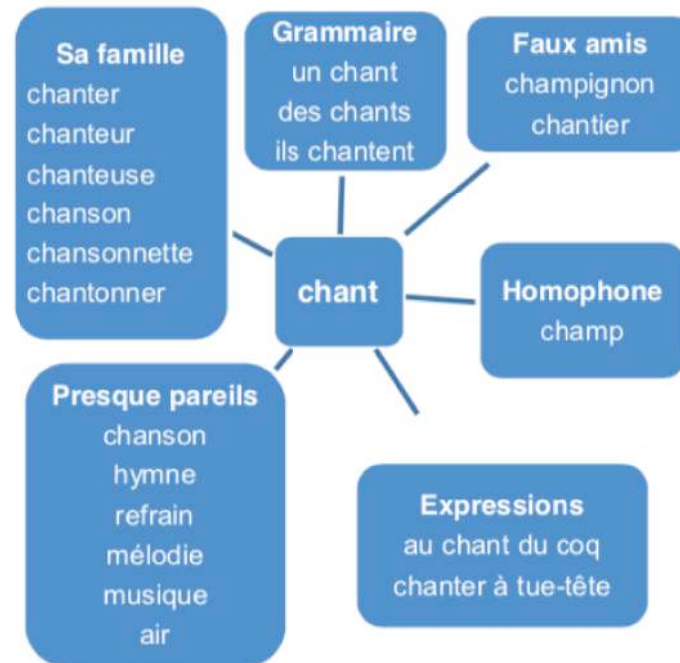 Sa famille
chanter
chanteur
chanteuse
chanson
chansonnette
chantonner
Grammaire
un chant
des chants
ils chantent
Faux amis
champignon
chantier
chant
Homophone
champ
Presque pareils
chanson
hymne
refrain
mélodie
musique
air
Expressions
au chant du coq
chanter à tue-tête